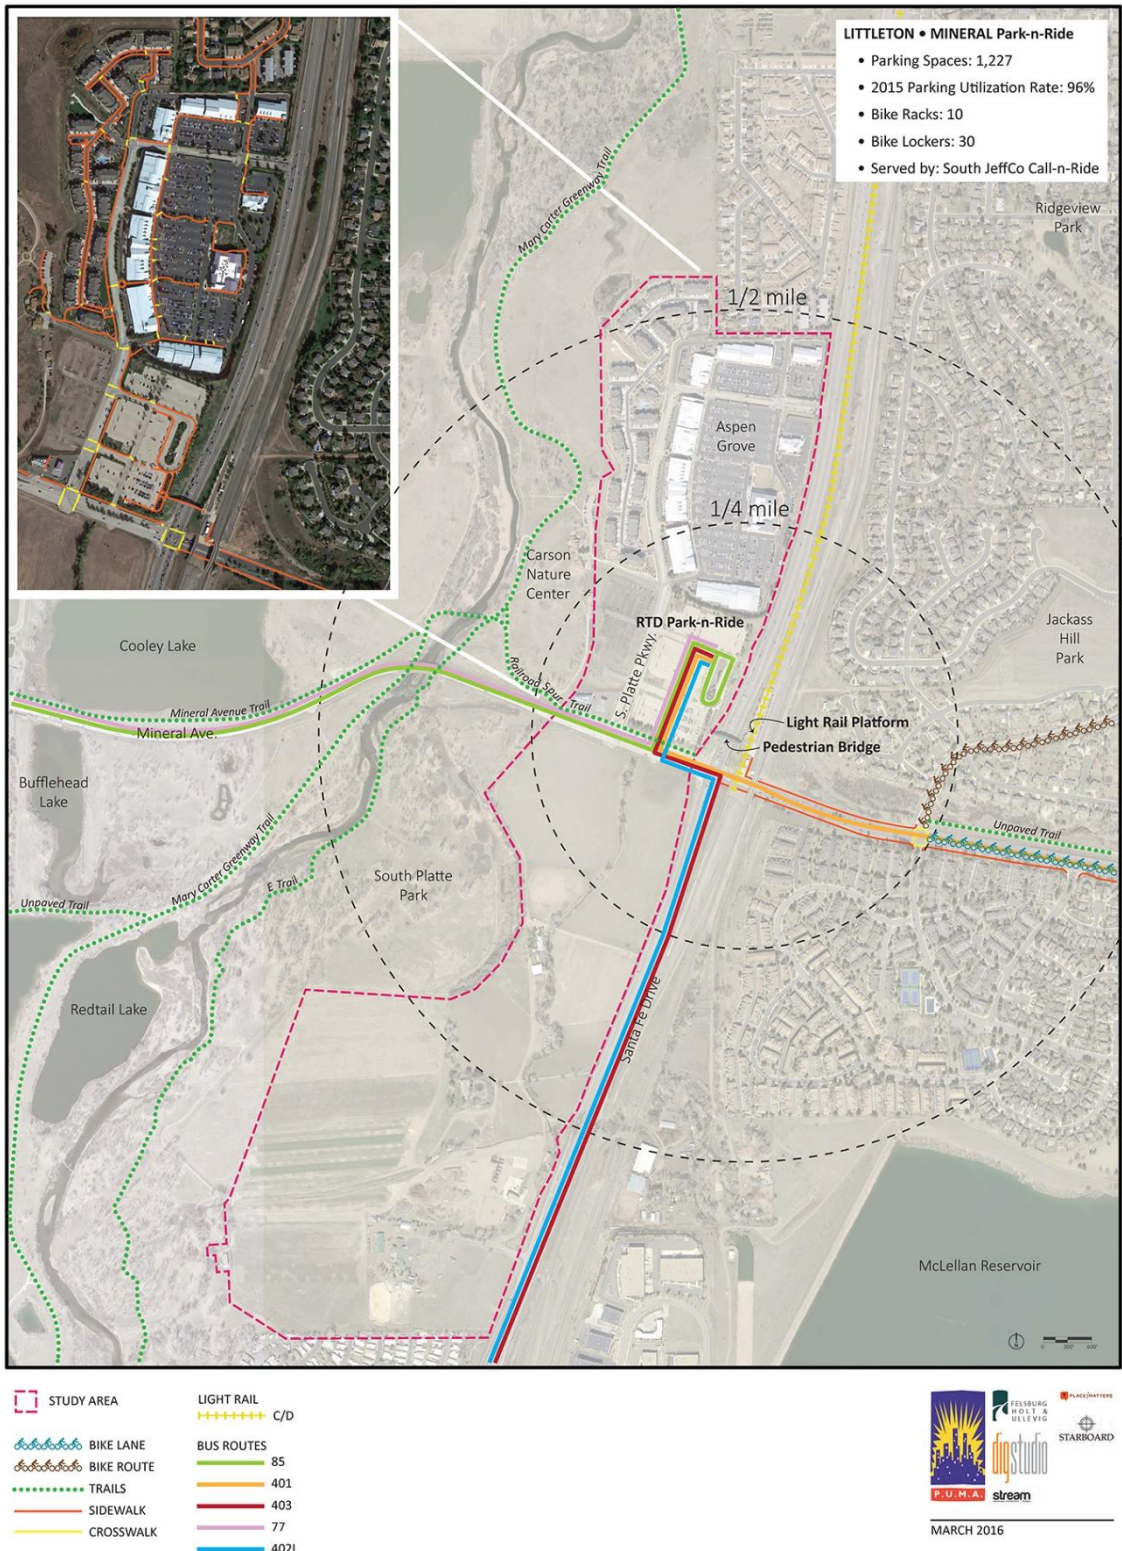 LITTLETON • MINERAL Park-n-Ride
• Parking Spaces: 1,227
• 2015 Parking Utilization Rate: 96%
• Bike Racks: 10
• Bike Lockers: 30
• Served by: South JeffCo Call-n-Ride
Mary Carter Greenway Trail
Ridgeview
Park
1/2 mile
Aspen
Grove
1/4 mile
Carson
Nature
Center
RTD Park-n-Ride
Jackass
Hill
Park
Cooley Lake
S. Platte Pkwy.
Railroad Spur Trail
Mineral Avenue Trail
Mineral Ave.
Light Rail Platform
Pedestrian Bridge
Bufflehead
Lake
Unpaved Trail
Mary Carter Greenway Trail
E Trail
South Platte
Park
Unpaved Trail
Redtail Lake
Santa Fe Drive
McLellan Reservoir
0 300' 600'
STUDY AREA
BIKE LANE
BIKE ROUTE
TRAILS
SIDEWALK
CROSSWALK
LIGHT RAIL
C/D
BUS ROUTES
85
401
403
77
402L
P.U.M.A.
FELSBURG
HOLT &
ULLEVIG
digstudio
stream
PLACEMATTERS
STARBOARD
MARCH 2016